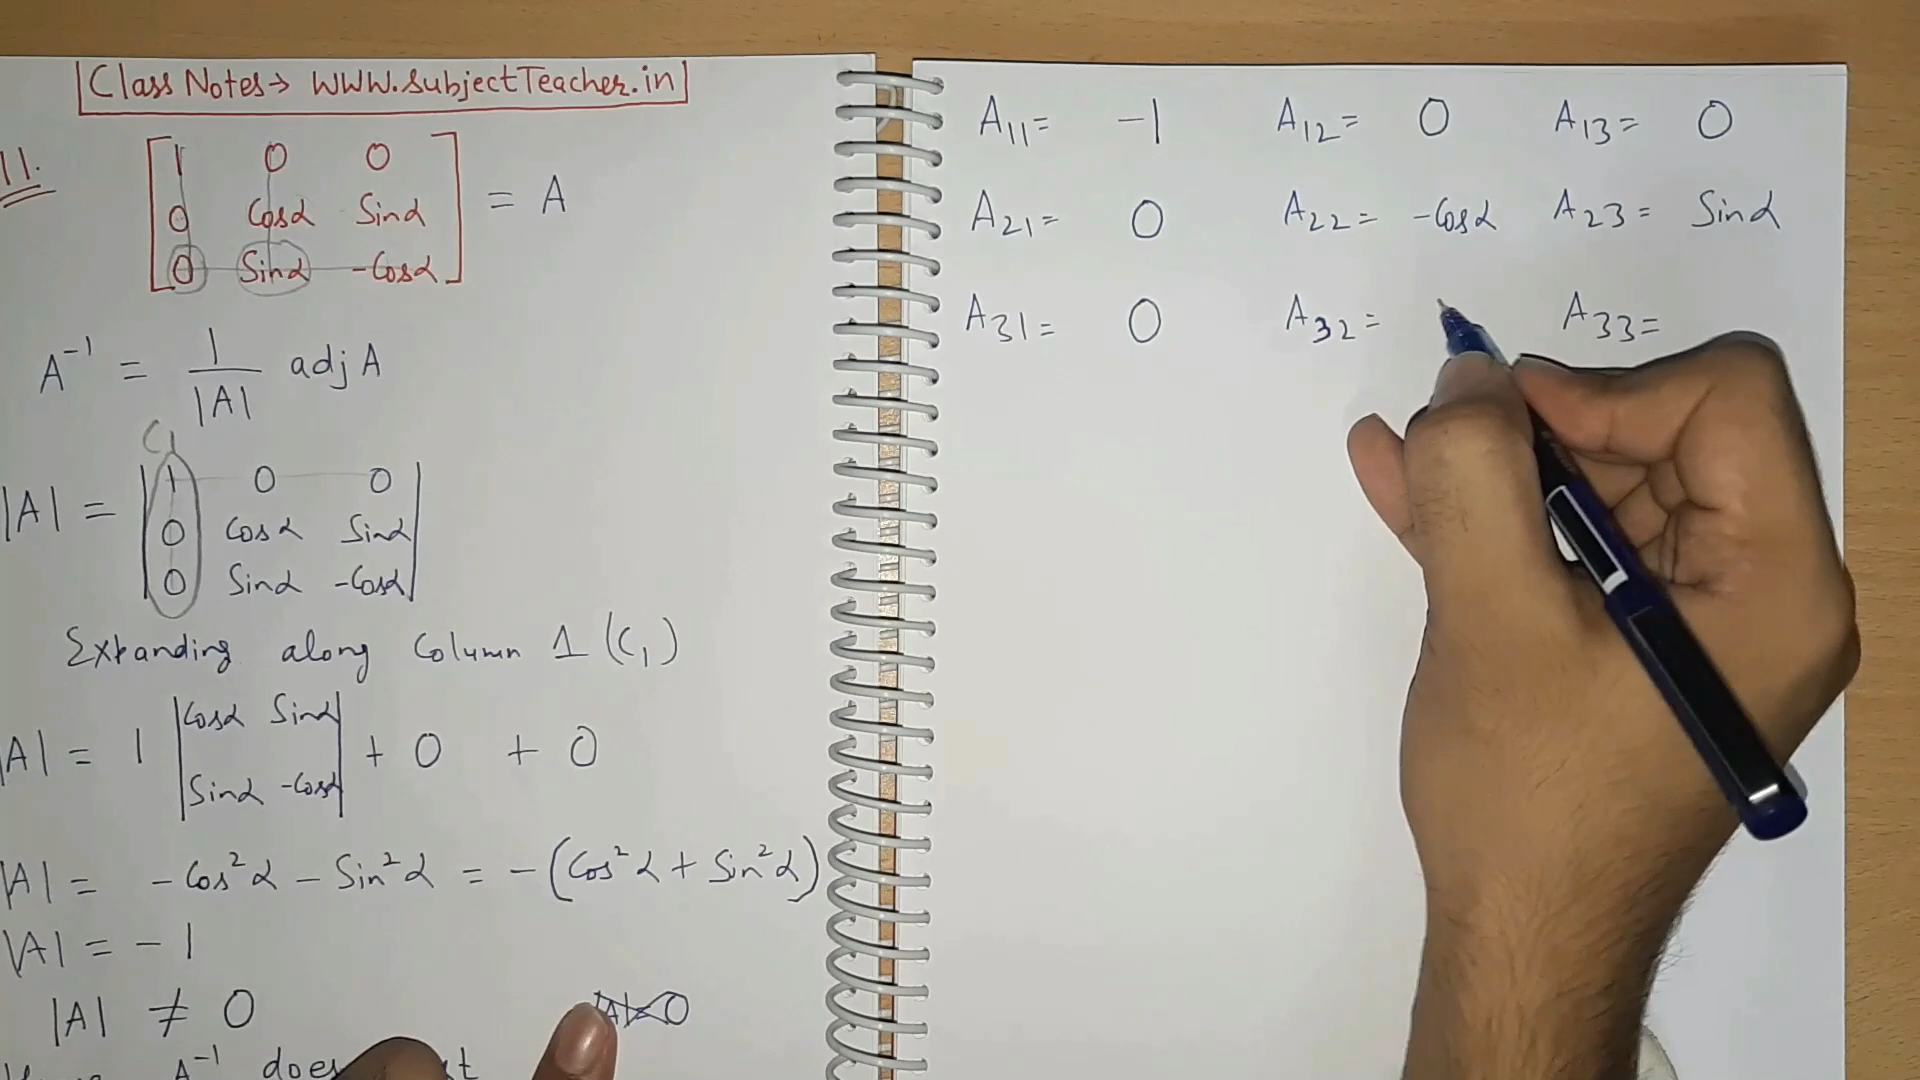 Class Notes → WWW.SubjectTeacher.in
11.
[1 0 0
0 Cosα Sinα
0 Sinα -Cosα] = A
A⁻¹ = 1/|A| adj A
C₁
|A| = |1 0 0
0 Cosα Sinα
0 Sinα -Cosα|
Expanding along Column 1 (C₁)
|A| = 1 |Cosα Sinα
Sinα -Cosα| + 0 + 0
|A| = -Cos²α - Sin²α = -(Cos²α + Sin²α)
|A| = -1
|A| ≠ 0
A⁻¹
A₁₁ = -1 A₁₂ = 0 A₁₃ = 0
A₂₁ = 0 A₂₂ = -Cosα A₂₃ = Sinα
A₃₁ = 0 A₃₂ = A₃₃ =